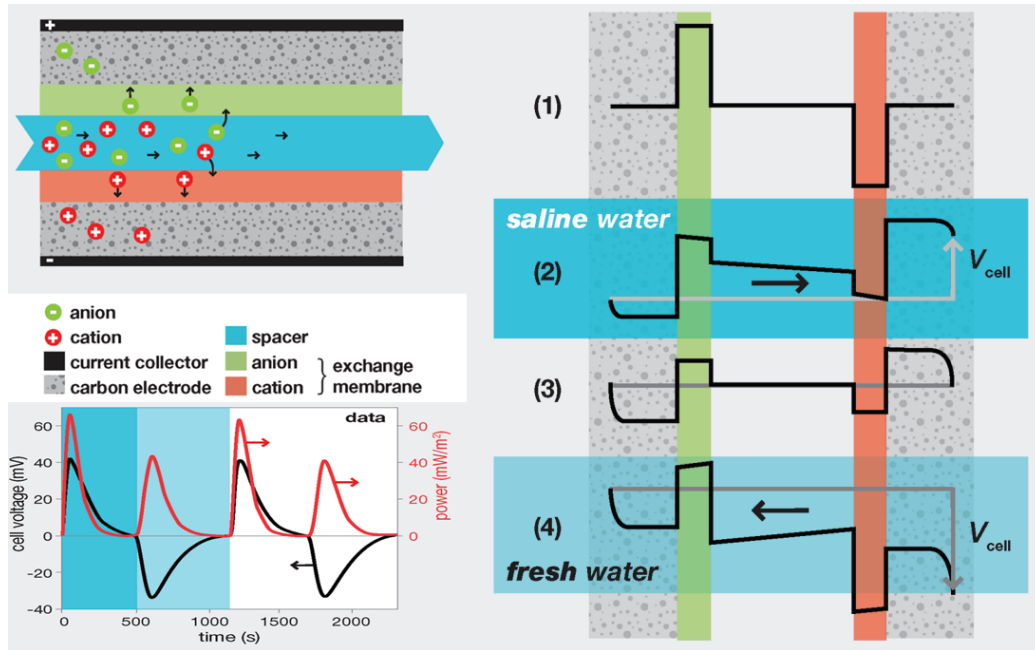 +
-
anion
cation
current collector
carbon electrode
spacer
anion
cation
exchange
membrane
data
cell voltage (mV)
60
40
20
0
-20
-40
power (mW/m²)
60
40
20
0
0
500
1000
1500
2000
time (s)
(1)
saline water
(2)
Vcell
(3)
(4)
Vcell
fresh water